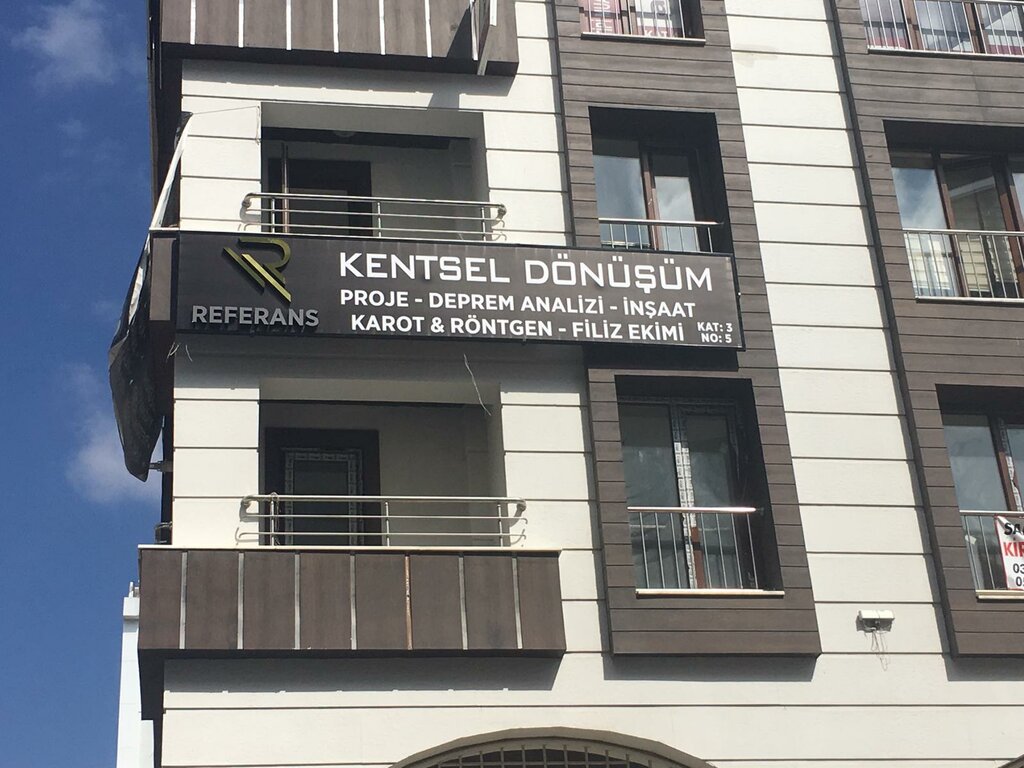 KENTSEL DÖNÜŞÜM
PROJE - DEPREM ANALİZİ - İNŞAAT
KAROT & RÖNTGEN - FİLİZ EKİMİ
KAT: 3
NO: 5
REFERANS